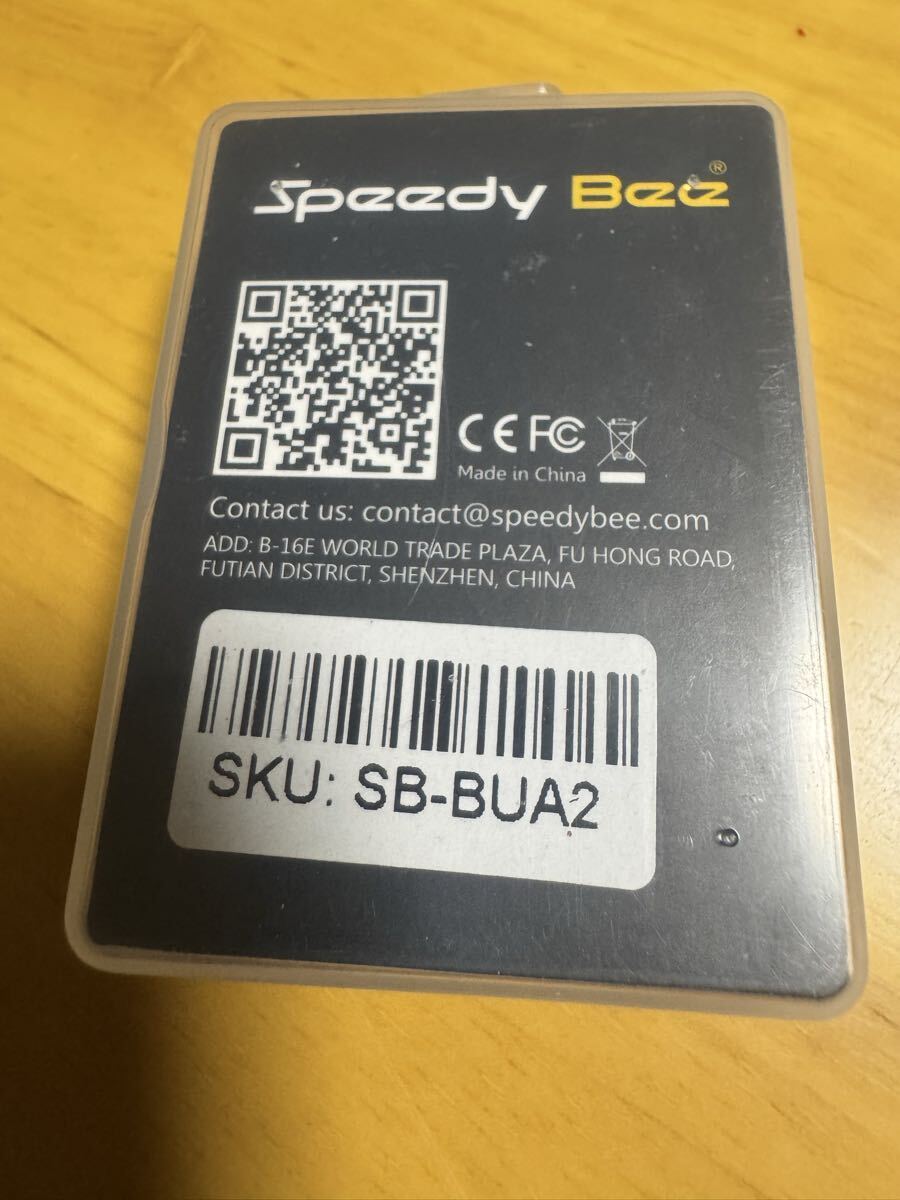 Speedy Bee®
CE FC
Made in China
Contact us: contact@speedybee.com
ADD: B-16E WORLD TRADE PLAZA, FU HONG ROAD,
FUTIAN DISTRICT, SHENZHEN, CHINA
SKU: SB-BUA2